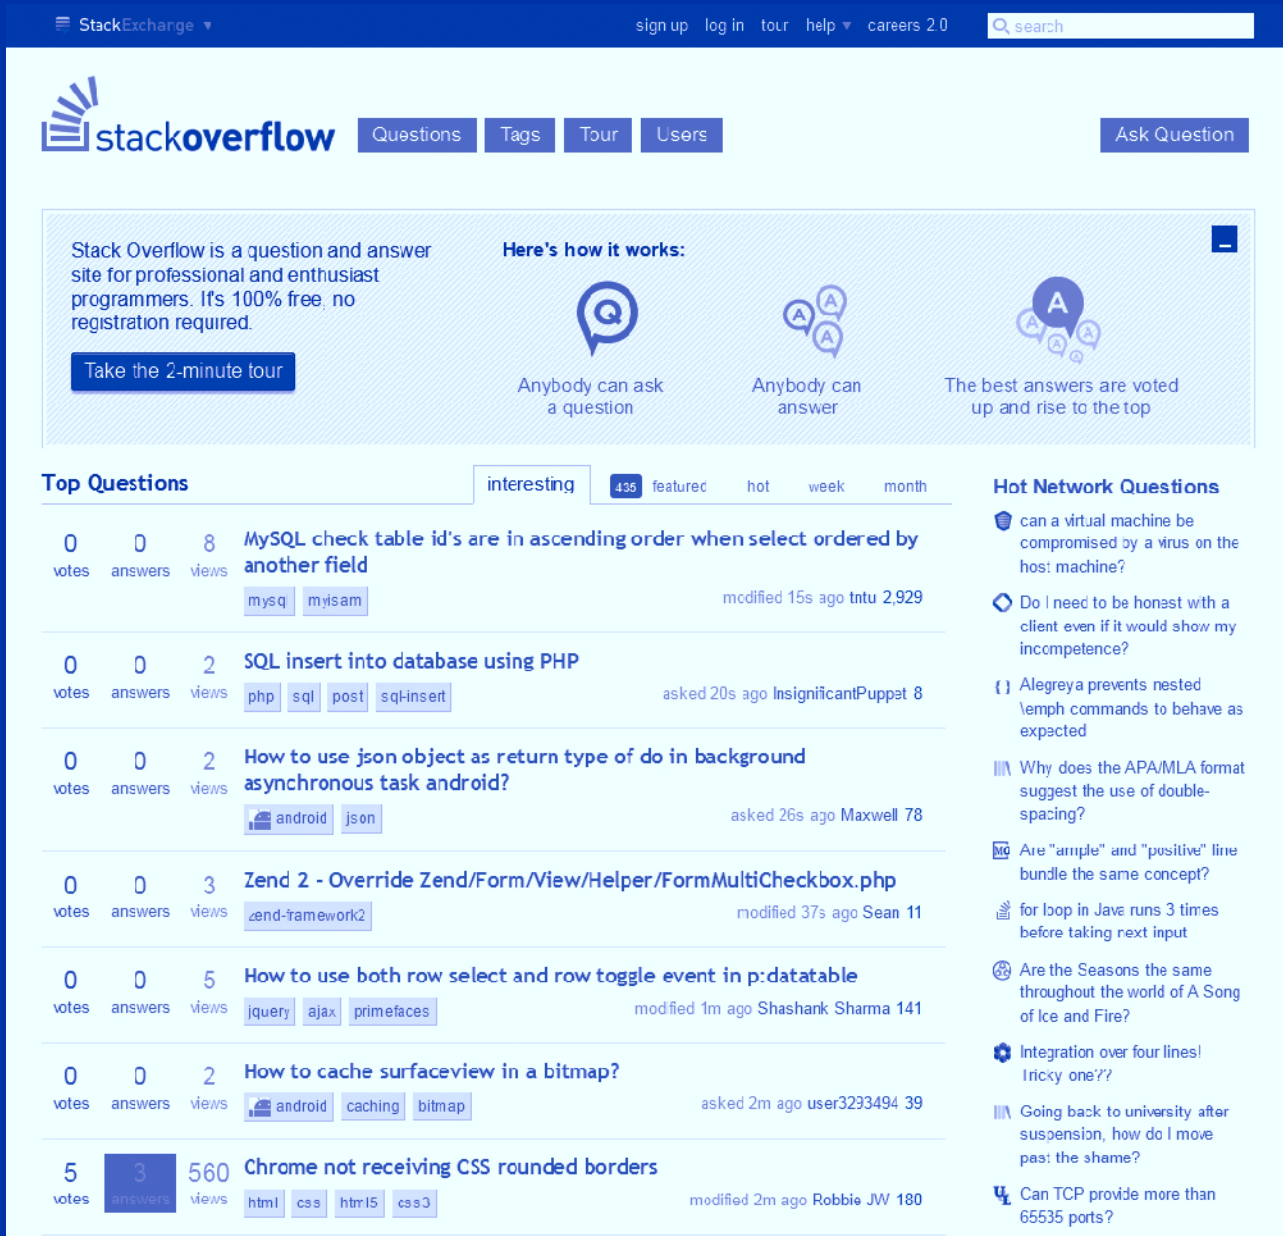 StackExchange
sign up log in tour help careers 2.0
search
stackoverflow
Questions Tags Tour Users
Ask Question
Stack Overflow is a question and answer
site for professional and enthusiast
programmers. It's 100% free, no
registration required.
Take the 2-minute tour
Here's how it works:
Anybody can ask
a question
Anybody can
answer
The best answers are voted
up and rise to the top
Q
A
A
A
A
A
A
A
A
Top Questions
interesting 435 featured hot week month
0 votes 0 answers 8 views
MySQL check table id's are in ascending order when select ordered by
another field
mysql myisam
modified 15s ago tntu 2,929
0 votes 0 answers 2 views
SQL insert into database using PHP
php sql post sql-insert
asked 20s ago InsignificantPuppet 8
0 votes 0 answers 2 views
How to use json object as return type of do in background
asynchronous task android?
android json
asked 26s ago Maxwell 78
0 votes 0 answers 3 views
Zend 2 - Override Zend/Form/View/Helper/FormMultiCheckbox.php
zend-framework2
modified 37s ago Sean 11
0 votes 0 answers 5 views
How to use both row select and row toggle event in p:datatable
jquery ajax primefaces
modified 1m ago Shashank Sharma 141
0 votes 0 answers 2 views
How to cache surfaceview in a bitmap?
android caching bitmap
asked 2m ago user3293494 39
5 votes 3 answers 560 views
Chrome not receiving CSS rounded borders
html css html5 css3
modified 2m ago Robbie JW 180
Hot Network Questions
can a virtual machine be
compromised by a virus on the
host machine?
Do I need to be honest with a
client even if it would show my
incompetence?
{ } Alegreya prevents nested
\emph commands to behave as
expected
Why does the APA/MLA format
suggest the use of double-
spacing?
MO Are "ample" and "positive" line
bundle the same concept?
for loop in Java runs 3 times
before taking next input
Are the Seasons the same
throughout the world of A Song
of Ice and Fire?
Integration over four lines!
Tricky one??
Going back to university after
suspension, how do I move
past the shame?
UL Can TCP provide more than
65535 ports?